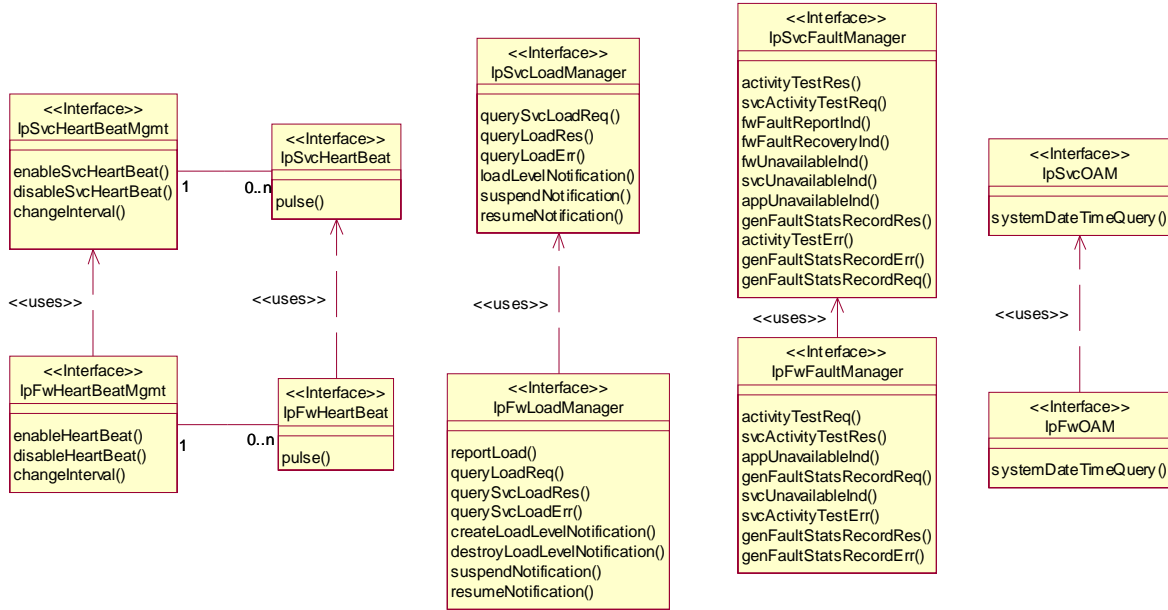 <<Interface>>
IpSvcHeartBeatMgmt
enableSvcHeartBeat()
disableSvcHeartBeat()
changeInterval()
1
0..n
<<Interface>>
IpSvcHeartBeat
pulse()
<<Interface>>
IpSvcLoadManager
querySvcLoadReq()
queryLoadRes()
queryLoadErr()
loadLevelNotification()
suspendNotification()
resumeNotification()
<<Interface>>
IpSvcFaultManager
activityTestRes()
svcActivityTestReq()
fwFaultReportInd()
fwFaultRecoveryInd()
fwUnavailableInd()
svcUnavailableInd()
appUnavailableInd()
genFaultStatsRecordRes()
activityTestErr()
genFaultStatsRecordErr()
genFaultStatsRecordReq()
<<Interface>>
IpSvcOAM
systemDateTimeQuery()
<<uses>>
<<uses>>
<<uses>>
<<uses>>
<<uses>>
<<Interface>>
IpFwHeartBeatMgmt
enableHeartBeat()
disableHeartBeat()
changeInterval()
1
0..n
<<Interface>>
IpFwHeartBeat
pulse()
<<Interface>>
IpFwLoadManager
reportLoad()
queryLoadReq()
querySvcLoadRes()
querySvcLoadErr()
createLoadLevelNotification()
destroyLoadLevelNotification()
suspendNotification()
resumeNotification()
<<Interface>>
IpFwFaultManager
activityTestReq()
svcActivityTestRes()
appUnavailableInd()
genFaultStatsRecordReq()
svcUnavailableInd()
svcActivityTestErr()
genFaultStatsRecordRes()
genFaultStatsRecordErr()
<<Interface>>
IpFwOAM
systemDateTimeQuery()